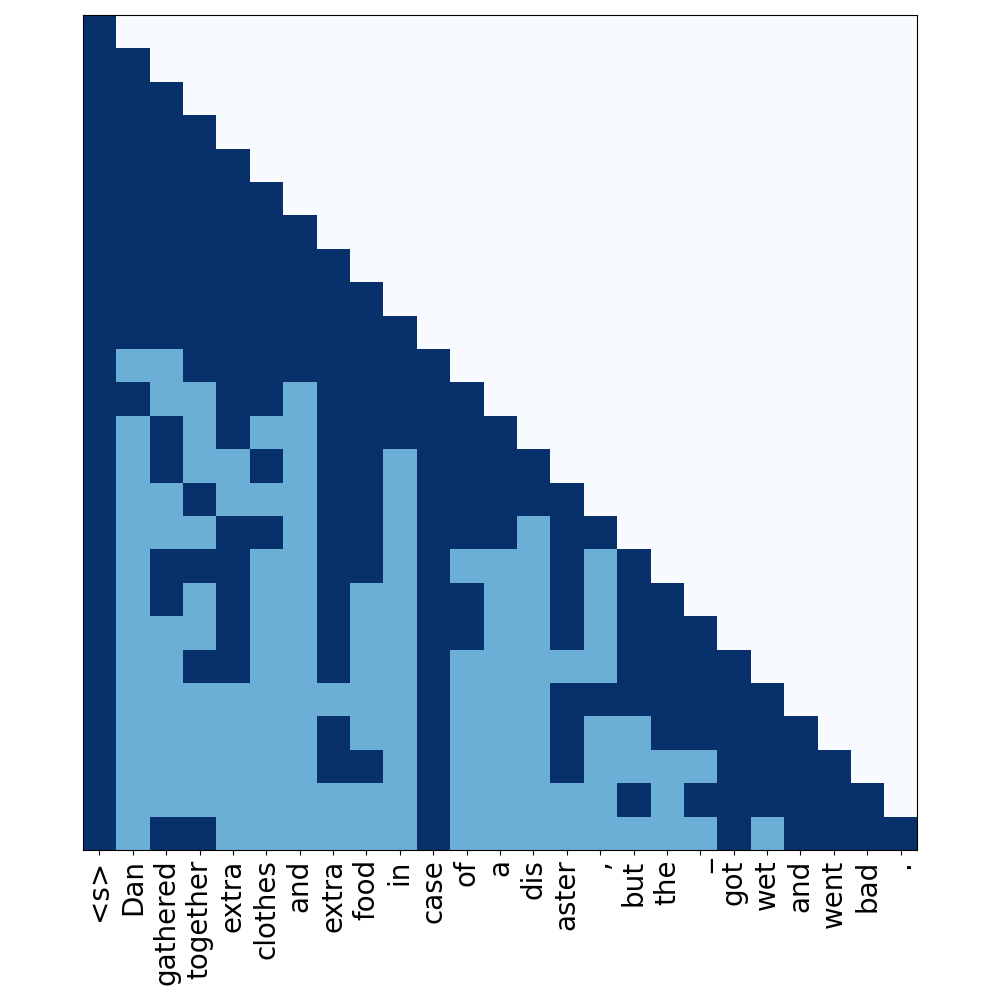 <s>
Dan
gathered
together
extra
clothes
and
extra
food
in
case
of
a
dis
aster
,
but
the
_
got
wet
and
went
bad
.